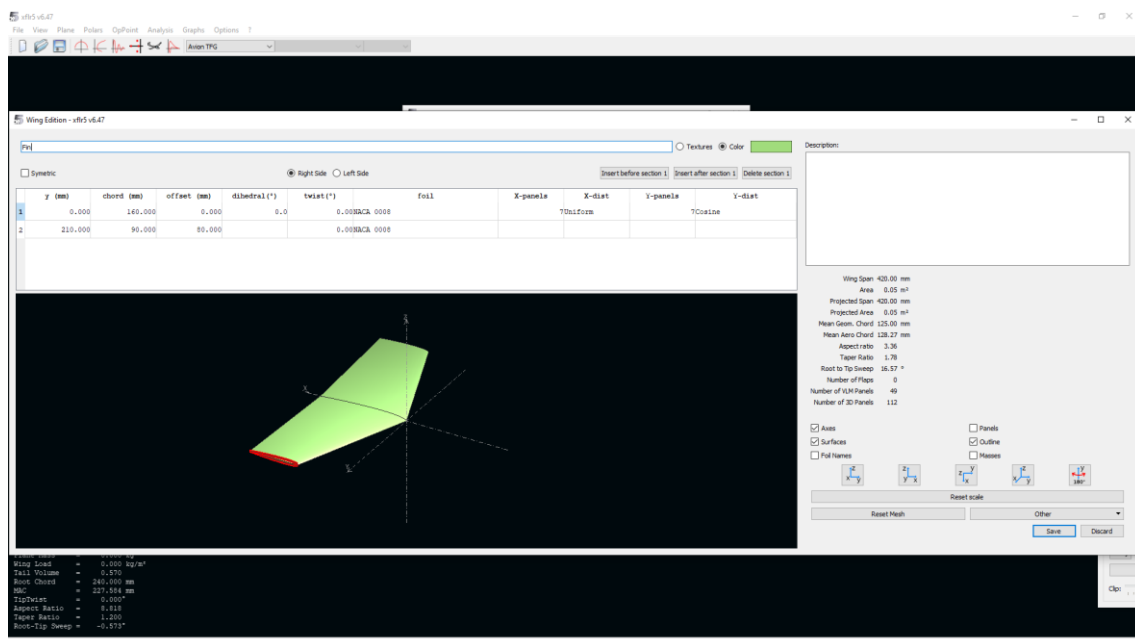 xflr5 v6.47
File View Plane Polars OpPoint Analysis Graphs Options ?
Avion TFG
Wing Edition - xflr5 v6.47
Fin
Textures Color
Description:
Symetric
Right Side Left Side
Insert before section 1 Insert after section 1 Delete section 1
y (mm) chord (mm) offset (mm) dihedral(°) twist(°) foil X-panels X-dist Y-panels Y-dist
1 0.000 160.000 0.000 0.0 0.00 NACA 0008 7 Uniform 7 Cosine
2 210.000 90.000 80.000 0.00 NACA 0008
Wing Span 420.00 mm
Area 0.05 m²
Projected Span 420.00 mm
Projected Area 0.05 m²
Mean Geom. Chord 125.00 mm
Mean Aero Chord 128.27 mm
Aspect ratio 3.36
Taper Ratio 1.78
Root to Tip Sweep 16.57 °
Number of Flaps 0
Number of VLM Panels 49
Number of 3D Panels 112
Axes Panels
Surfaces Outline
Foil Names Masses
Reset scale
Reset Mesh Other
Save Discard
Wing Load = 0.000 kg/m²
Tail Volume = 0.570
Root Chord = 240.000 mm
MAC = 227.584 mm
TipTwist = 0.000°
Aspect Ratio = 8.818
Taper Ratio = 1.200
Root-Tip Sweep = -0.573°
Clip: